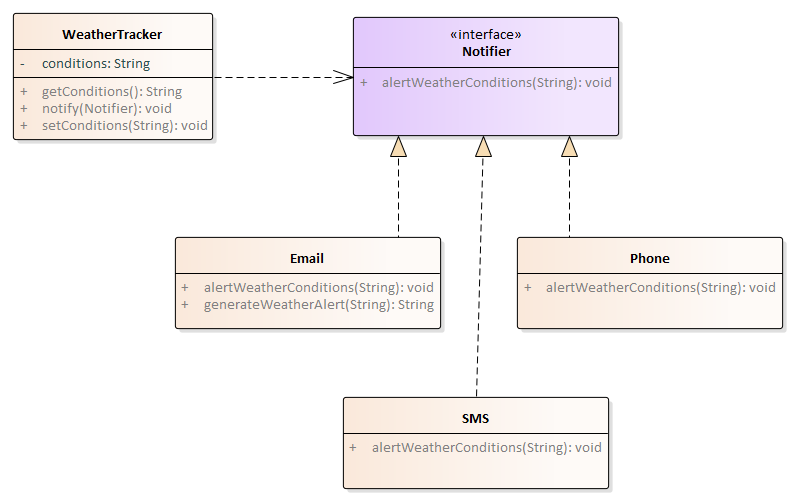 WeatherTracker
- conditions: String
+ getConditions(): String
+ notify(Notifier): void
+ setConditions(String): void
«interface»
Notifier
+ alertWeatherConditions(String): void
Email
+ alertWeatherConditions(String): void
+ generateWeatherAlert(String): String
Phone
+ alertWeatherConditions(String): void
SMS
+ alertWeatherConditions(String): void